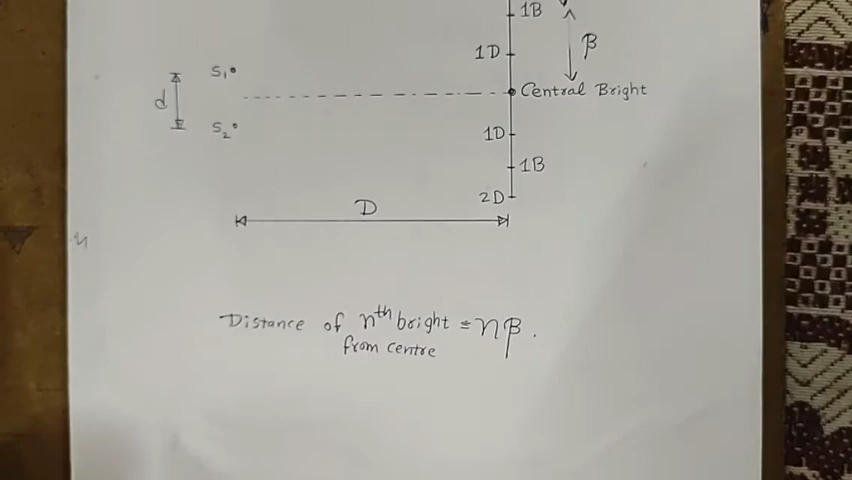 1B
1D
β
S₁
d
Central Bright
S₂
1D
1B
2D
D
Distance of nᵗʰ bright = nβ.
from centre